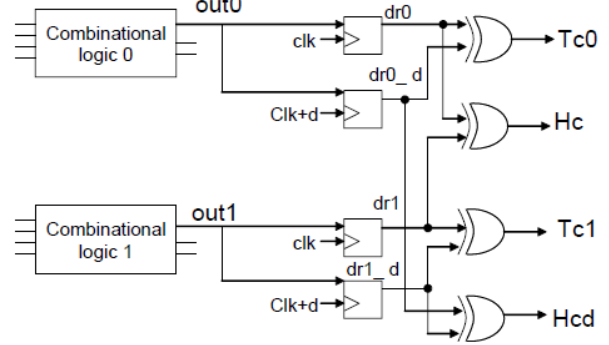 out0
Combinational
logic 0
clk
dr0
Tc0
dr0_ d
Clk+d
Hc
Combinational
logic 1
out1
clk
dr1
Tc1
dr1_ d
Clk+d
Hcd